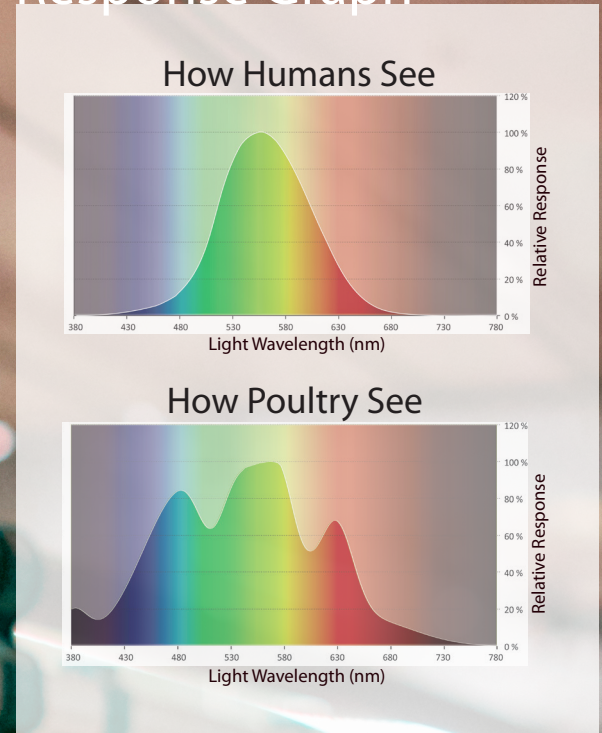 Response Graph
How Humans See
120 %
100 %
80 %
60 %
40 %
20 %
0 %
Relative Response
380 430 480 530 580 630 680 730 780
Light Wavelength (nm)
How Poultry See
120 %
100 %
80 %
60 %
40 %
20 %
0 %
Relative Response
380 430 480 530 580 630 680 730 780
Light Wavelength (nm)